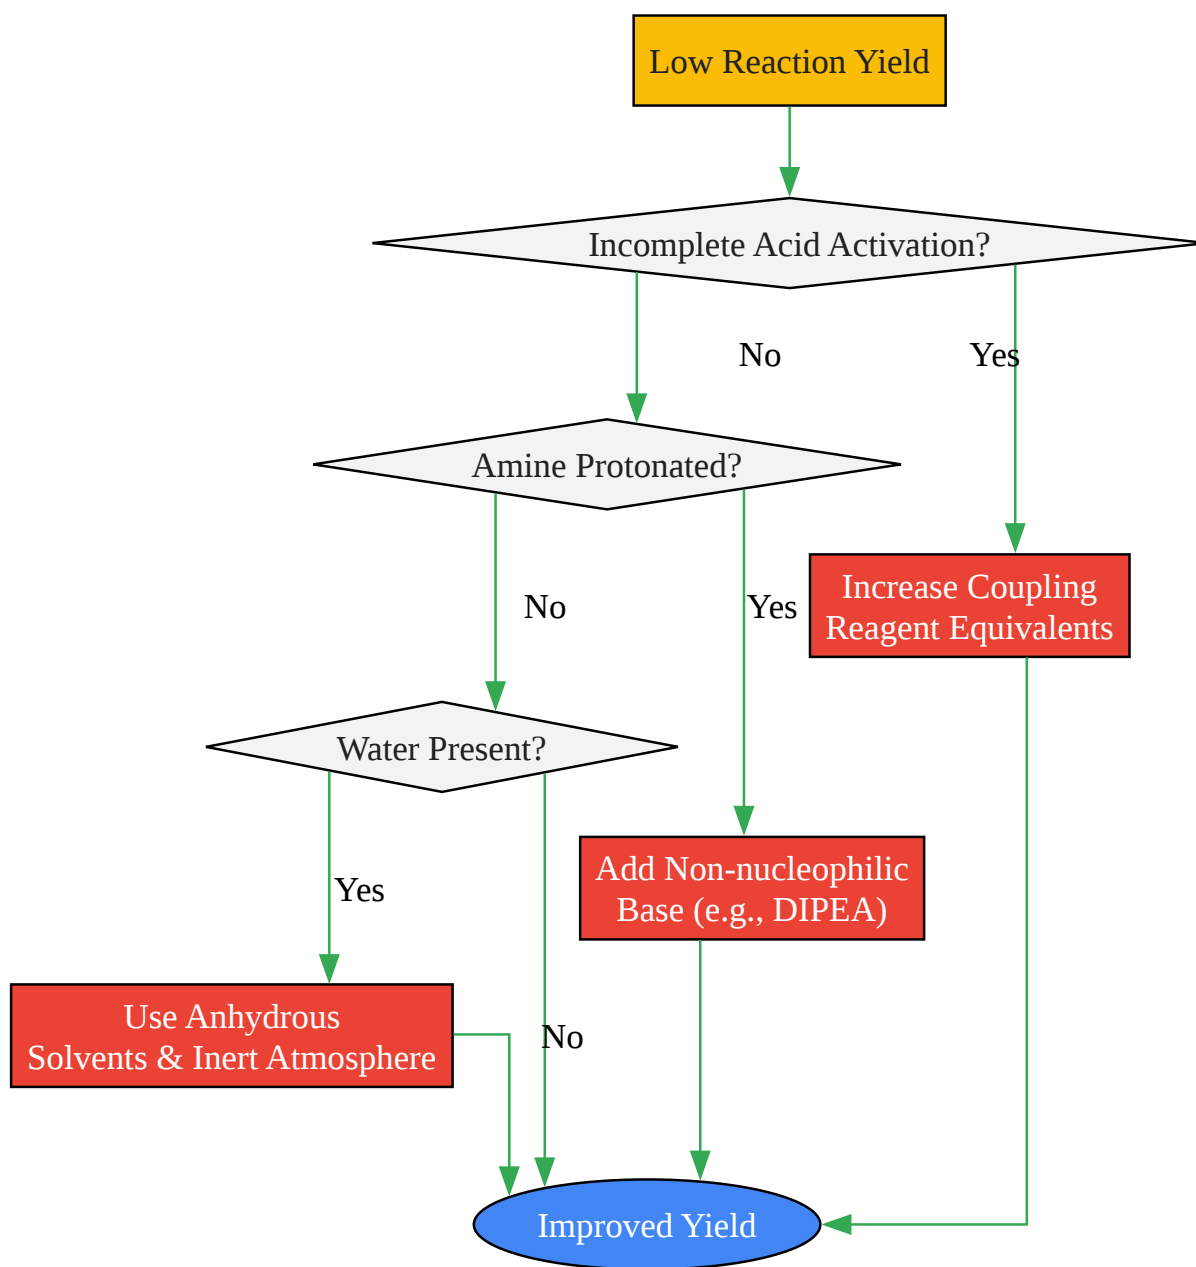 Low Reaction Yield
Incomplete Acid Activation?
No
Yes
Amine Protonated?
Increase Coupling
Reagent Equivalents
No
Yes
Water Present?
Add Non-nucleophilic
Base (e.g., DIPEA)
Yes
Use Anhydrous
Solvents & Inert Atmosphere
No
Improved Yield